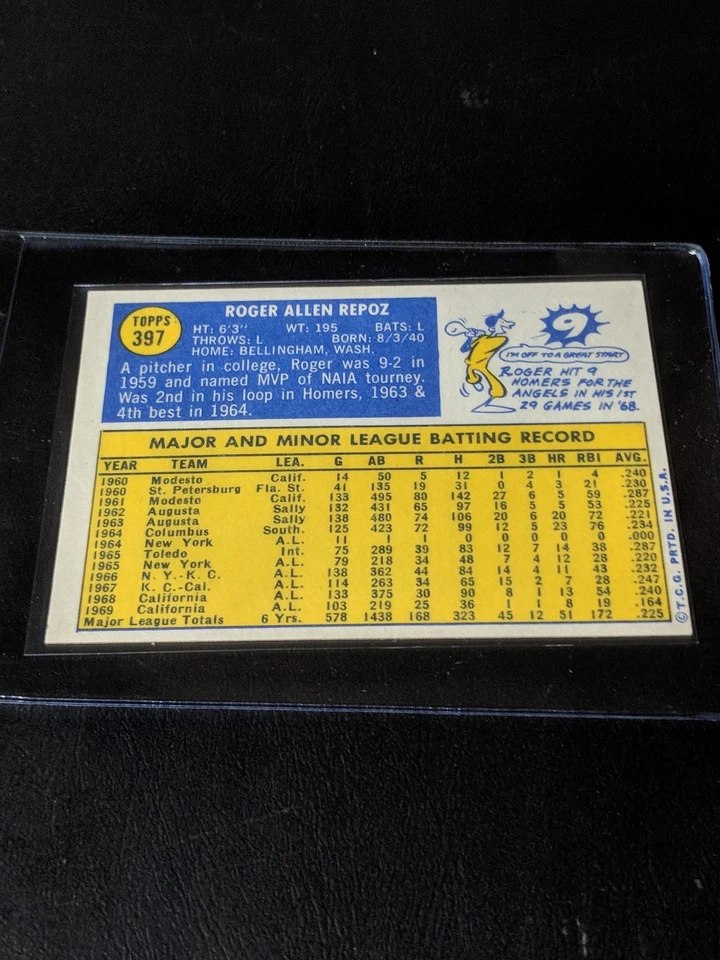 TOPPS
397
ROGER ALLEN REPOZ
HT: 6'3" WT: 195 BATS: L
THROWS: L BORN: 8/3/40
HOME: BELLINGHAM, WASH.
A pitcher in college, Roger was 9-2 in
1959 and named MVP of NAIA tourney.
Was 2nd in his loop in Homers, 1963 &
4th best in 1964.
9
I'M OFF TO A GREAT START
ROGER HIT 9
HOMERS FOR THE
ANGELS IN HIS 1ST
29 GAMES IN '68.
MAJOR AND MINOR LEAGUE BATTING RECORD
YEAR TEAM LEA. G AB R H 2B 3B HR RBI AVG.
1960 Modesto Calif. 14 50 5 12 1 2 1 4 .240
1960 St. Petersburg Fla. St. 41 135 19 31 0 4 3 21 .230
1961 Modesto Calif. 133 495 80 142 27 6 5 59 .287
1962 Augusta Sally 132 431 65 97 16 5 5 53 .225
1963 Augusta Sally 138 480 74 106 20 6 20 72 .221
1964 Columbus South. 125 423 72 99 12 5 23 76 .234
1964 New York A.L. 11 1 1 0 0 0 0 0 .000
1965 Toledo Int. 75 289 39 83 12 7 14 38 .287
1965 New York A.L. 79 218 34 48 7 4 12 28 .220
1966 N. Y.-K. C. A.L. 138 362 44 84 14 4 11 43 .232
1967 K. C.-Cal. A.L. 114 263 34 65 15 2 7 28 .247
1968 California A.L. 133 375 30 90 8 1 13 54 .240
1969 California A.L. 103 219 25 36 1 1 8 19 .164
Major League Totals 6 Yrs. 578 1438 168 323 45 12 51 172 .225
©T.C.G. PRTD. IN U.S.A.